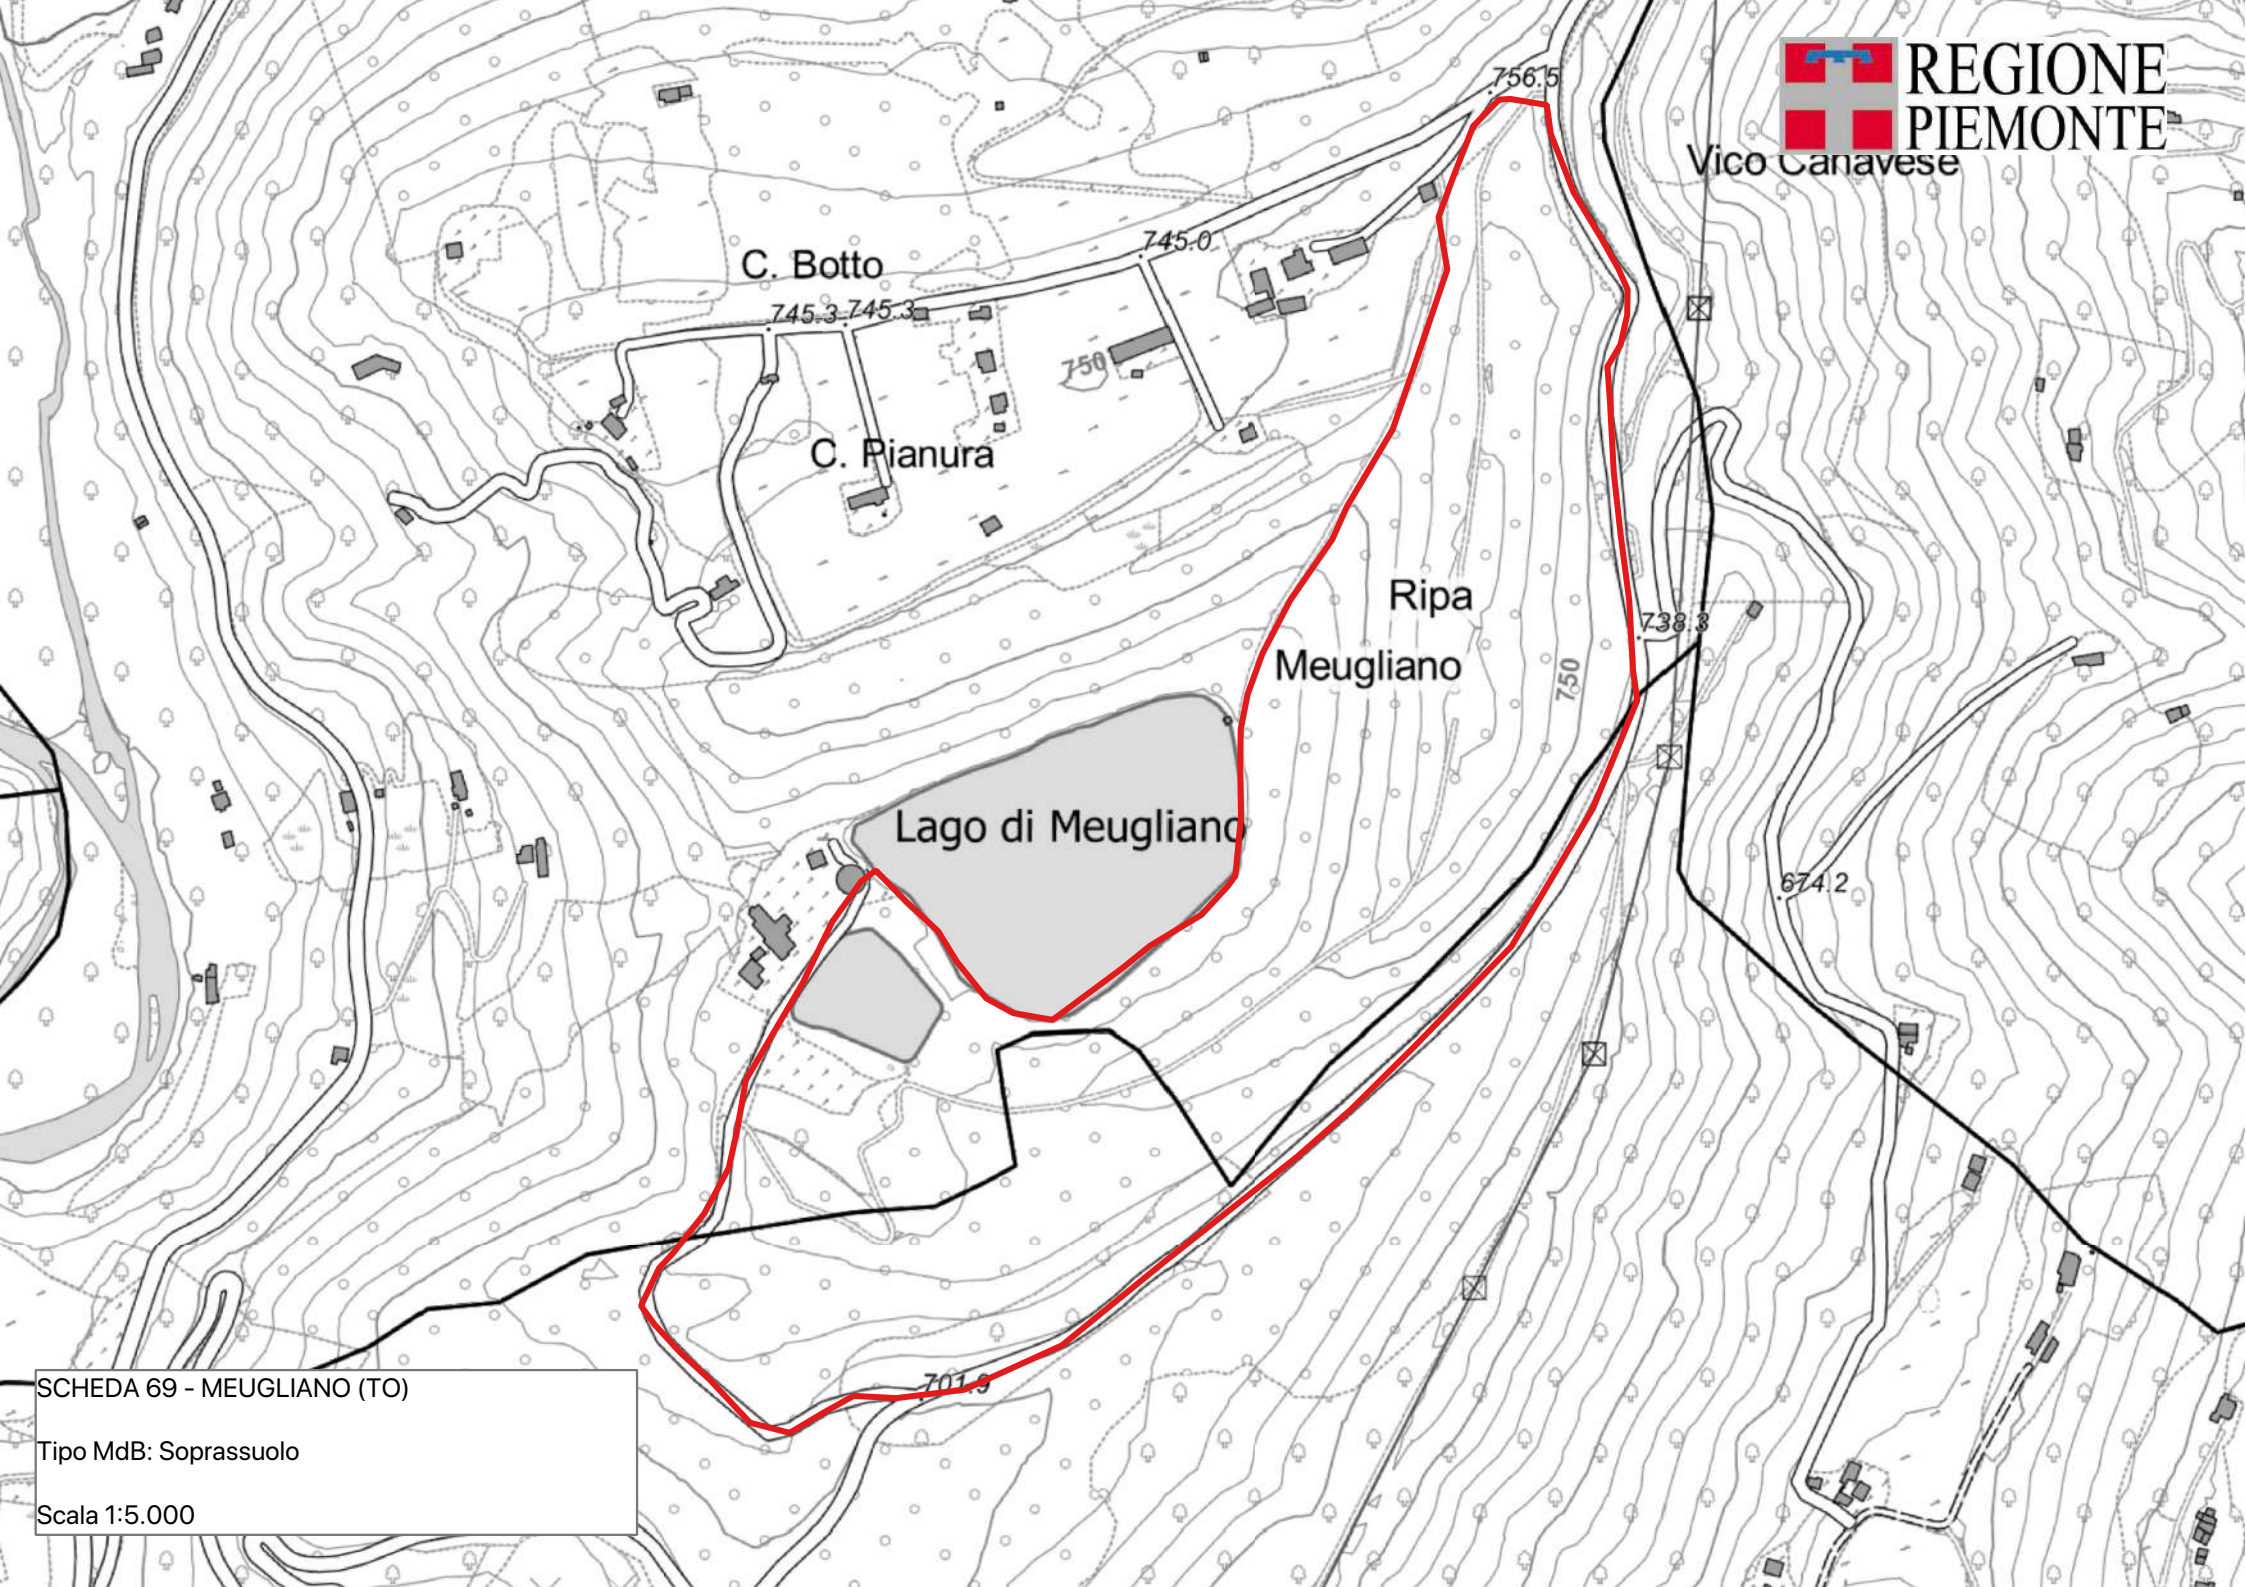 756.5
REGIONE
PIEMONTE
Vico Canavese
745.0
C. Botto
745.3
745.3
750
C. Pianura
Ripa
Meugliano
738.3
750
Lago di Meugliano
674.2
701.9
SCHEDA 69 - MEUGLIANO (TO)
Tipo MdB: Soprassuolo
Scala 1:5.000